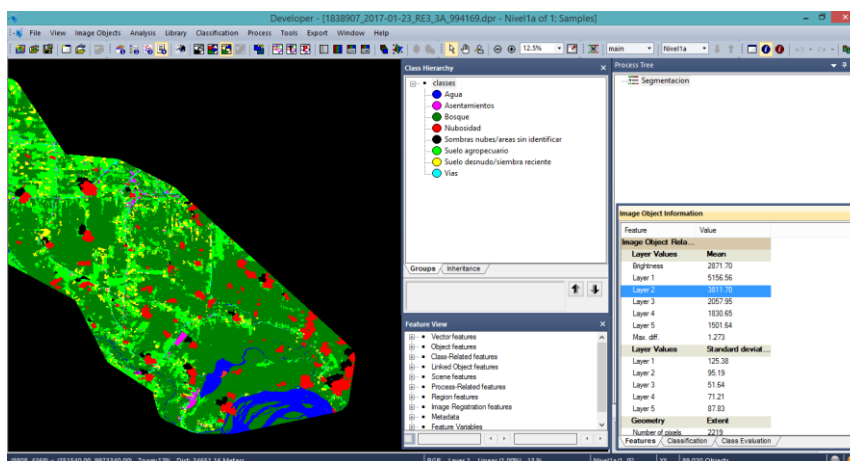 Developer - [1838907_2017-01-23_RE3_3A_994169.dpr - Nivel1a of 1: Samples]
File View Image Objects Analysis Library Classification Process Tools Export Window Help
12.5% main Nivel1a
Class Hierarchy
classes
Agua
Asentamientos
Bosque
Nubosidad
Sombras nubes/areas sin identificar
Suelo agropecuario
Suelo desnudo/siembra reciente
Vias
Groups Inheritance
Feature View
Vector features
Object features
Class-Related features
Linked Object features
Scene features
Process-Related features
Region features
Image Registration features
Metadata
Feature Variables
Process Tree
Segmentacion
Image Object Information
Feature Value
Image Object Rela...
Layer Values Mean
Brightness 2871.70
Layer 1 5156.56
Layer 2 3811.70
Layer 3 2057.95
Layer 4 1830.65
Layer 5 1501.64
Max. diff. 1.273
Layer Values Standard deviat...
Layer 1 125.38
Layer 2 95.19
Layer 3 51.64
Layer 4 71.21
Layer 5 87.83
Geometry Extent
Number of pixels 2219
Features Classification Class Evaluation